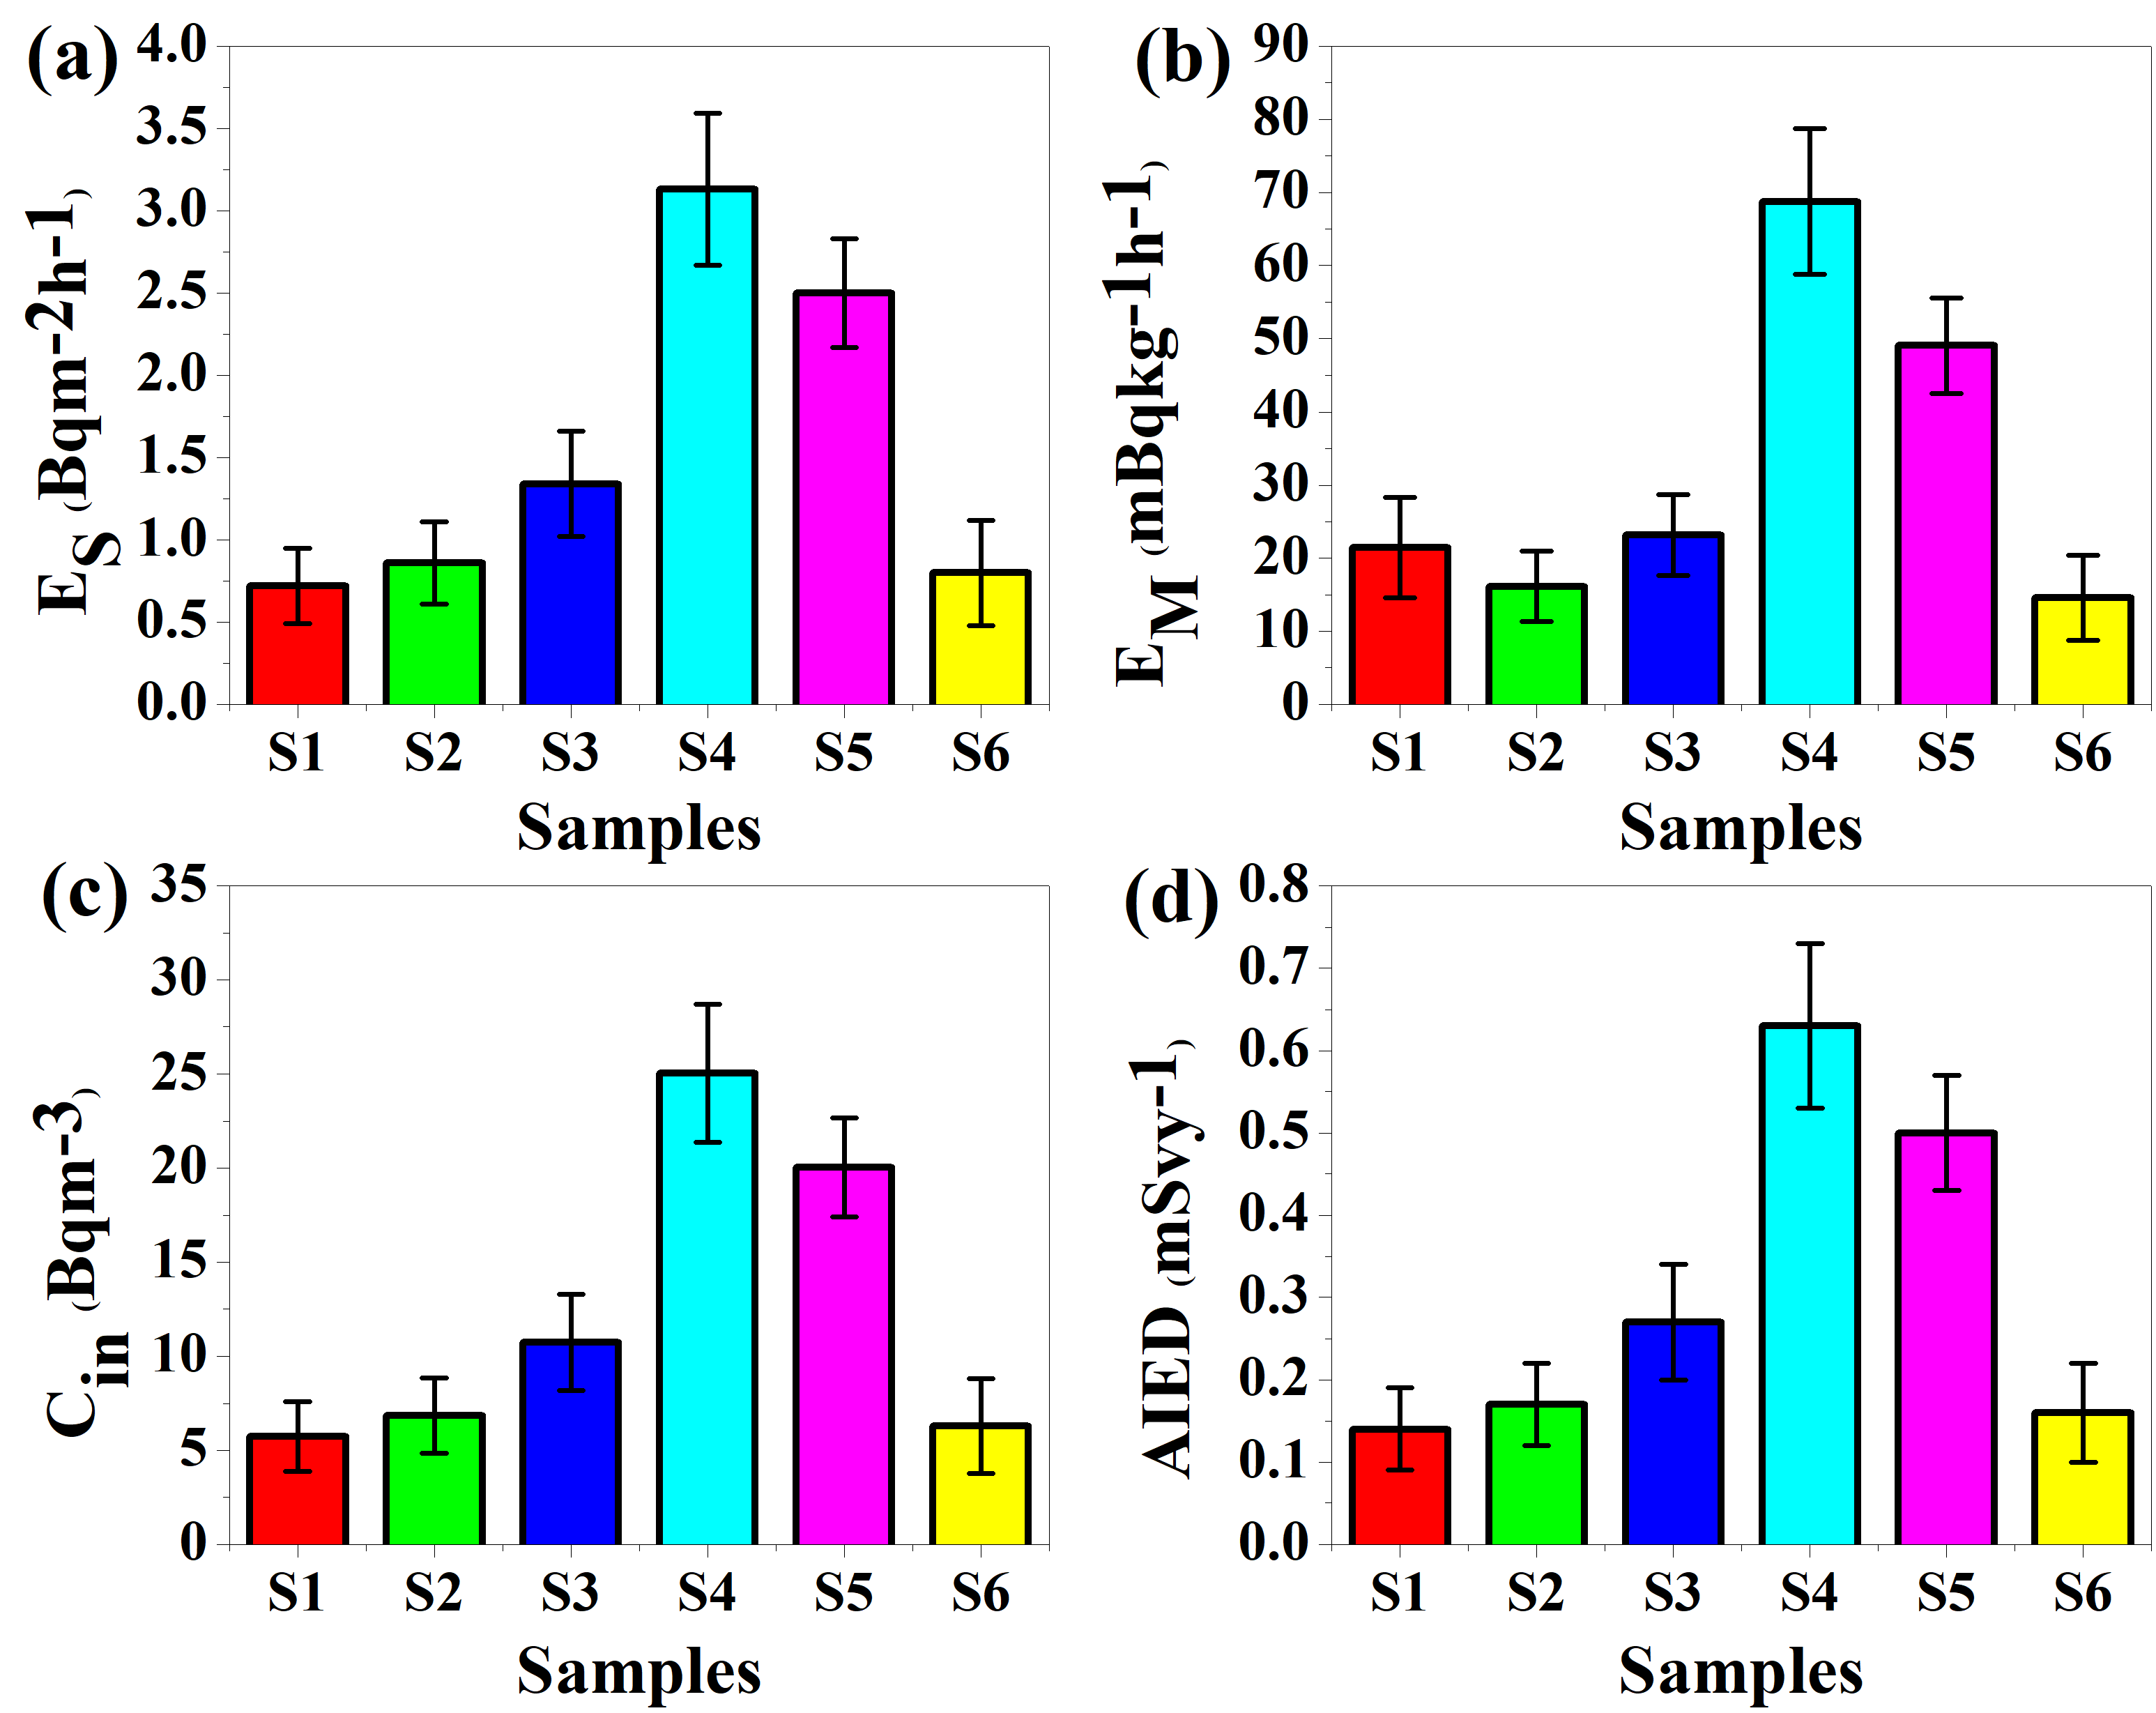 (a)
4.0
3.5
3.0
2.5
2.0
1.5
1.0
0.5
0.0
ES (Bqm-2h-1)
S1 S2 S3 S4 S5 S6
Samples
(b)
90
80
70
60
50
40
30
20
10
0
EM (mBqkg-1h-1)
S1 S2 S3 S4 S5 S6
Samples
(c)
35
30
25
20
15
10
5
0
Cin (Bqm-3)
S1 S2 S3 S4 S5 S6
Samples
(d)
0.8
0.7
0.6
0.5
0.4
0.3
0.2
0.1
0.0
AIED (mSvy-1)
S1 S2 S3 S4 S5 S6
Samples